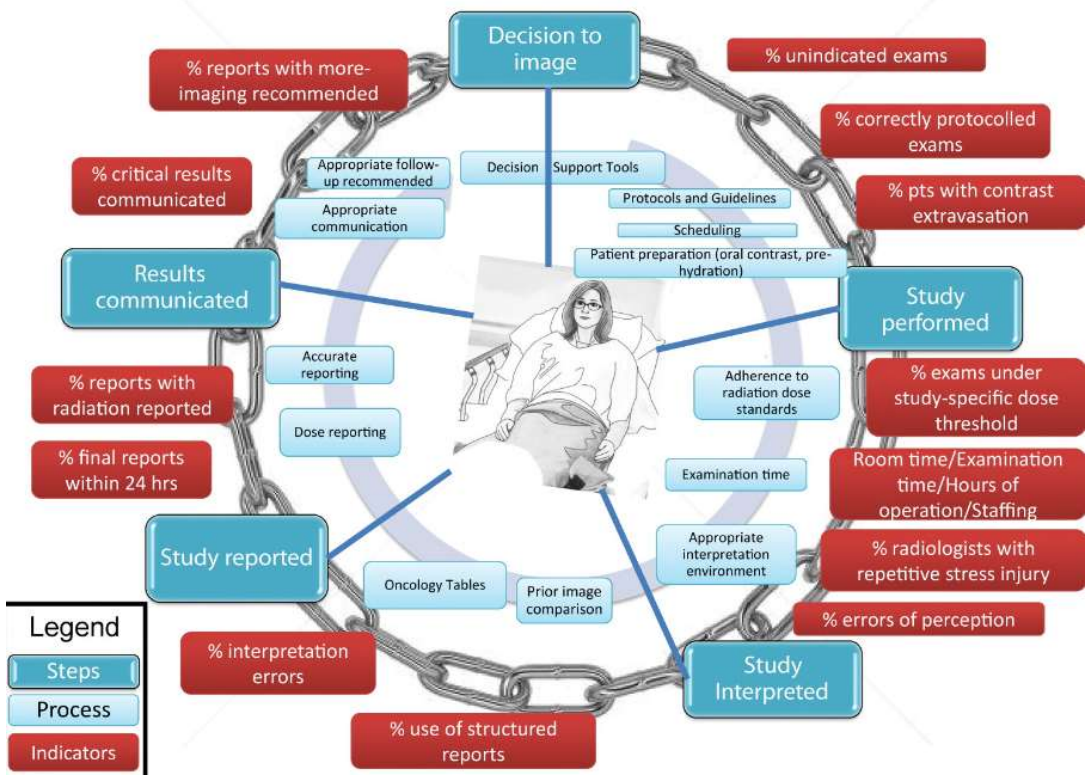 Decision to
image
% unindicated exams
% correctly protocolled
exams
% pts with contrast
extravasation
Study
performed
% exams under
study-specific dose
threshold
Room time/Examination
time/Hours of
operation/Staffing
% radiologists with
repetitive stress injury
% errors of perception
Study
Interpreted
% use of structured
reports
% interpretation
errors
Study reported
% final reports
within 24 hrs
% reports with
radiation reported
Results
communicated
% critical results
communicated
% reports with more-
imaging recommended
Decision Support Tools
Protocols and Guidelines
Scheduling
Patient preparation (oral contrast, pre-
hydration)
Adherence to
radiation dose
standards
Examination time
Appropriate
interpretation
environment
Prior image
comparison
Oncology Tables
Dose reporting
Accurate
reporting
Appropriate
communication
Appropriate follow-
up recommended
Legend
Steps
Process
Indicators